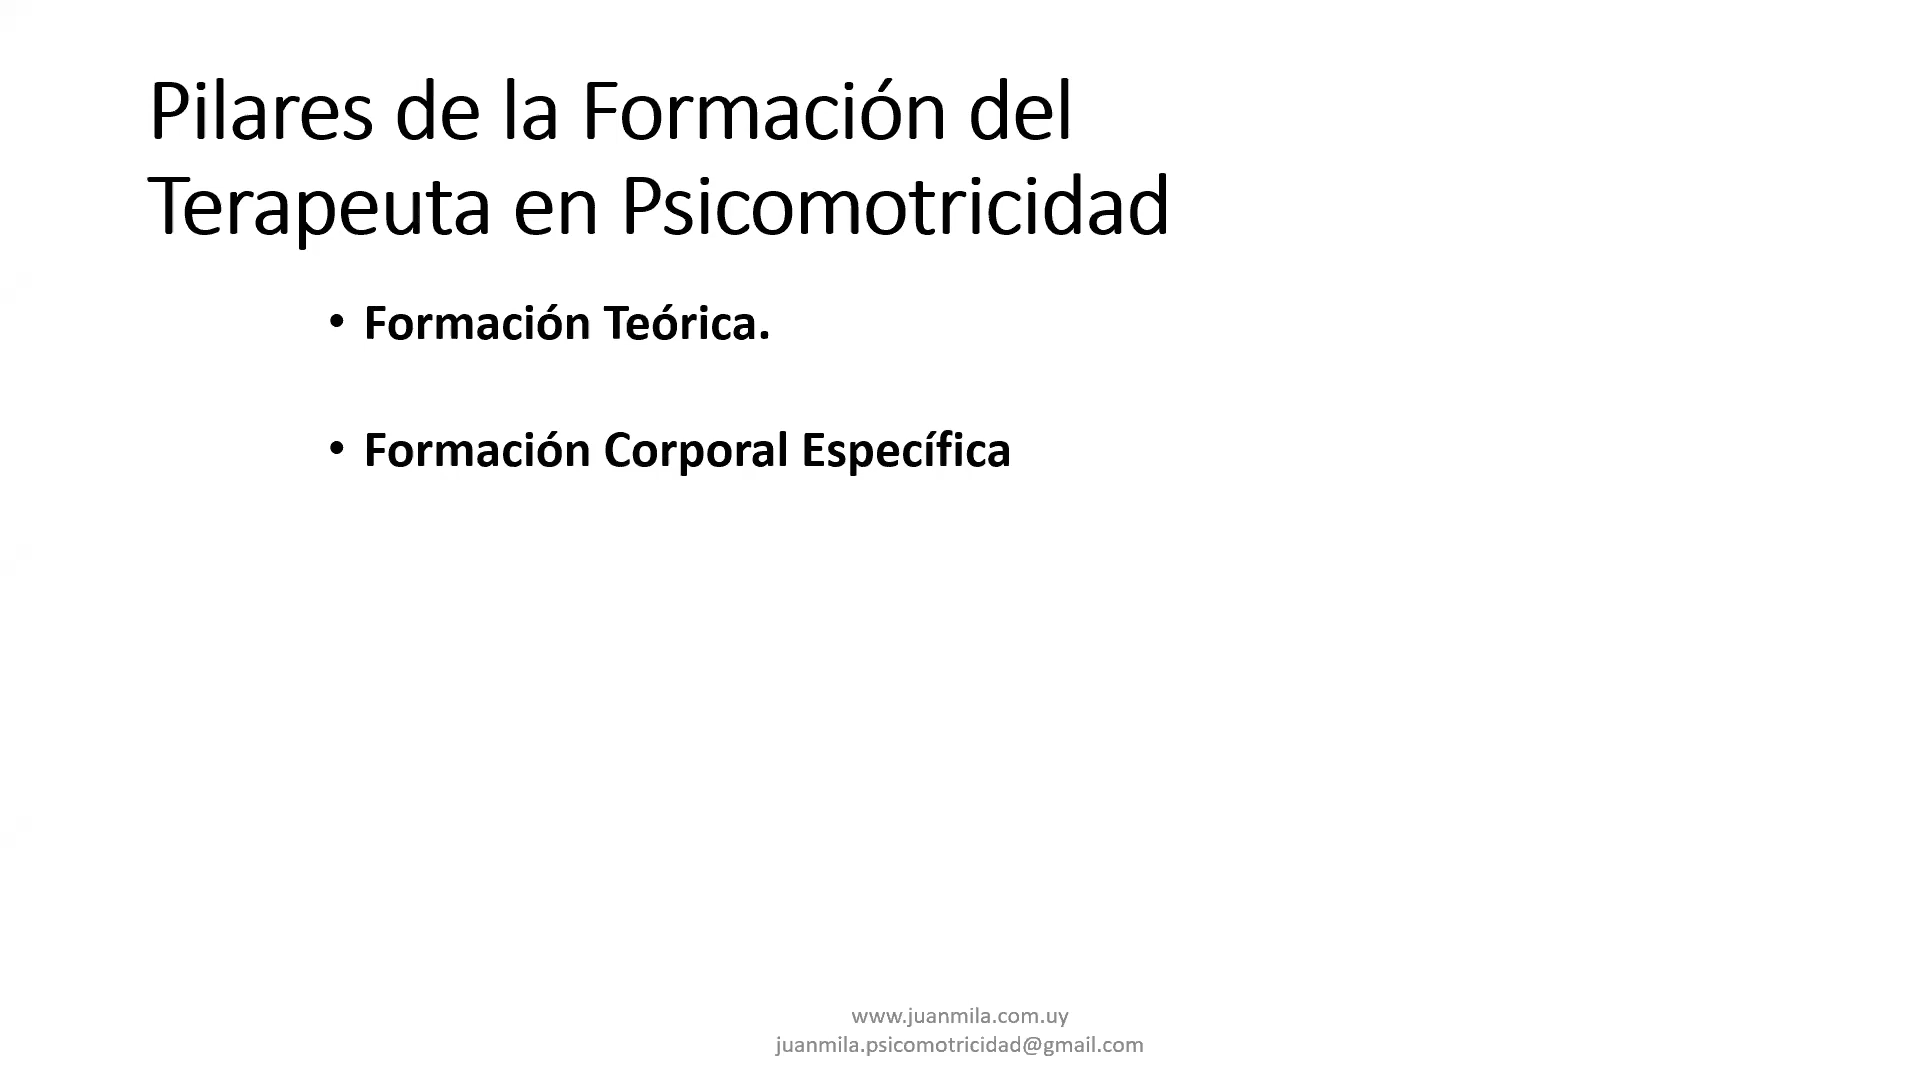 Pilares de la Formación del
Terapeuta en Psicomotricidad
• Formación Teórica.
• Formación Corporal Específica
www.juanmila.com.uy
juanmila.psicomotricidad@gmail.com